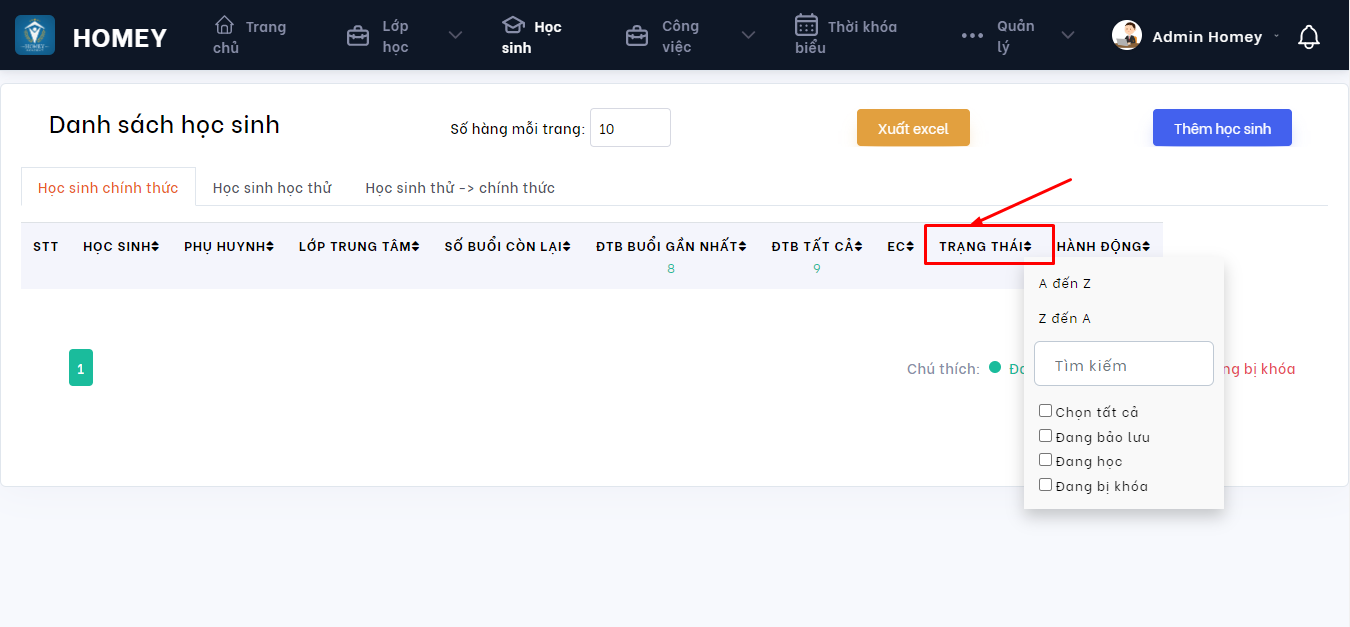 HOMEY
Trang chủ
Lớp học
Học sinh
Công việc
Thời khóa biểu
Quản lý
Admin Homey
Danh sách học sinh
Số hàng mỗi trang: 10
Xuất excel
Thêm học sinh
Học sinh chính thức
Học sinh học thử
Học sinh thử -> chính thức
STT HỌC SINH PHỤ HUYNH LỚP TRUNG TÂM SỐ BUỔI CÒN LẠI ĐTB BUỔI GẦN NHẤT ĐTB TẤT CẢ EC TRẠNG THÁI HÀNH ĐỘNG
8 9
A đến Z
Z đến A
Tìm kiếm
Chọn tất cả
Đang bảo lưu
Đang học
Đang bị khóa
1
Chú thích: bị khóa